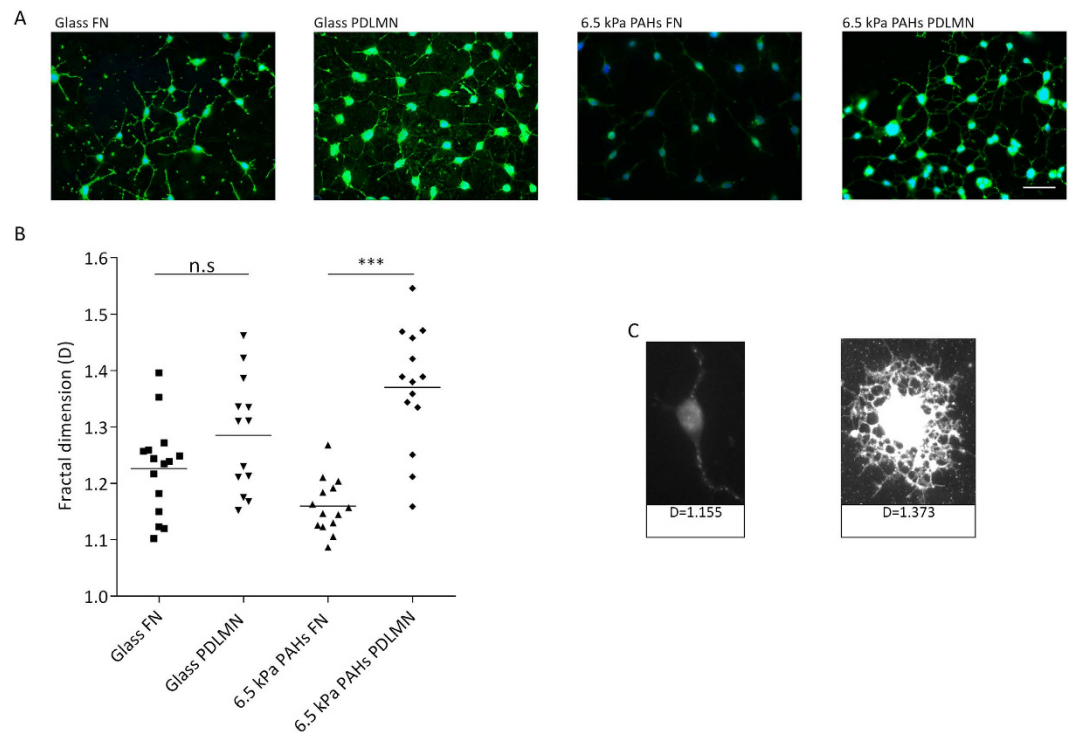 A
Glass FN
Glass PDLMN
6.5 kPa PAHs FN
6.5 kPa PAHs PDLMN
B
1.6
1.5
1.4
1.3
1.2
1.1
1.0
Fractal dimension (D)
n.s
***
Glass FN
Glass PDLMN
6.5 kPa PAHs FN
6.5 kPa PAHs PDLMN
C
D=1.155
D=1.373